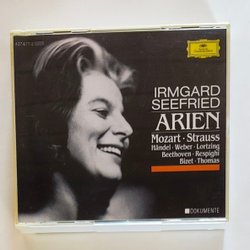 IRMGARD
SEEFRIED
ARIEN
Mozart · Strauss
Händel · Weber · Lortzing
Beethoven · Respighi
Bizet · Thomas
DOKUMENTE